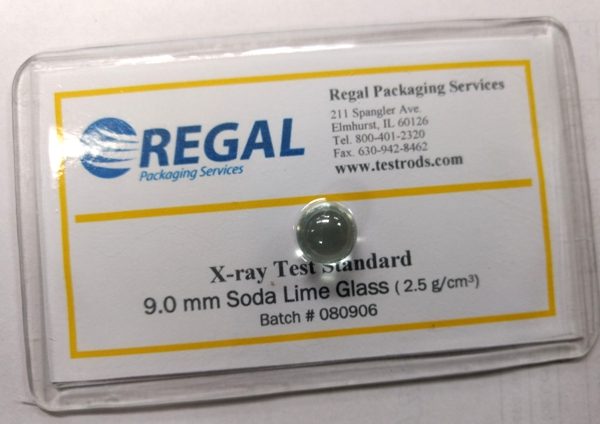 REGAL
Packaging Services
Regal Packaging Services
211 Spangler Ave.
Elmhurst, IL 60126
Tel. 800-401-2320
Fax. 630-942-8462
www.testrods.com
X-ray Test Standard
9.0 mm Soda Lime Glass (2.5 g/cm³)
Batch # 080906